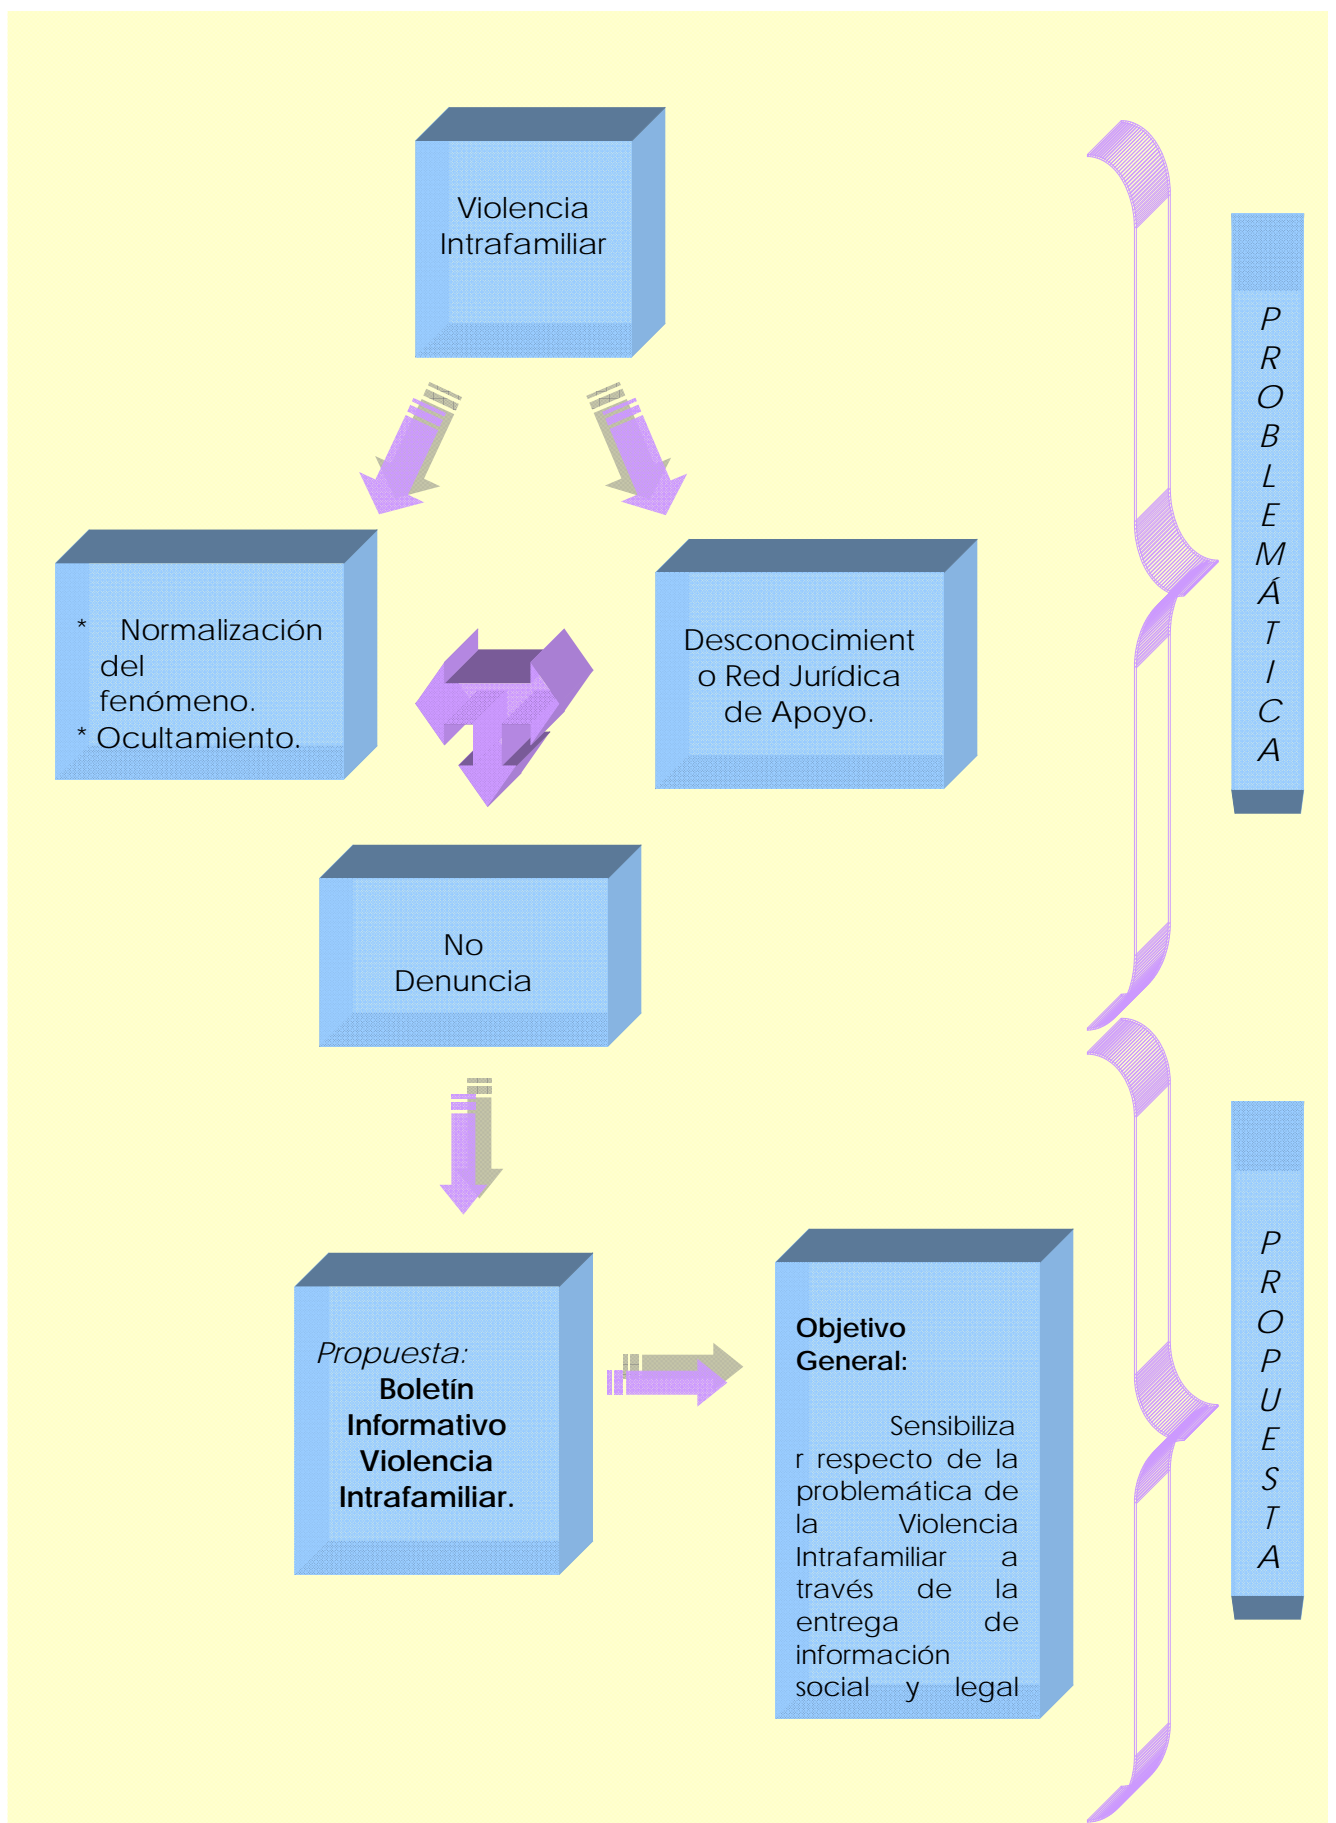 Violencia
Intrafamiliar
* Normalización
del
fenómeno.
* Ocultamiento.
Desconocimient
o Red Jurídica
de Apoyo.
No
Denuncia
Propuesta:
Boletín
Informativo
Violencia
Intrafamiliar.
Objetivo
General:
Sensibiliza
r respecto de la
problemática de
la Violencia
Intrafamiliar a
través de la
entrega de
información
social y legal
P
R
O
B
L
E
M
Á
T
I
C
A
P
R
O
P
U
E
S
T
A